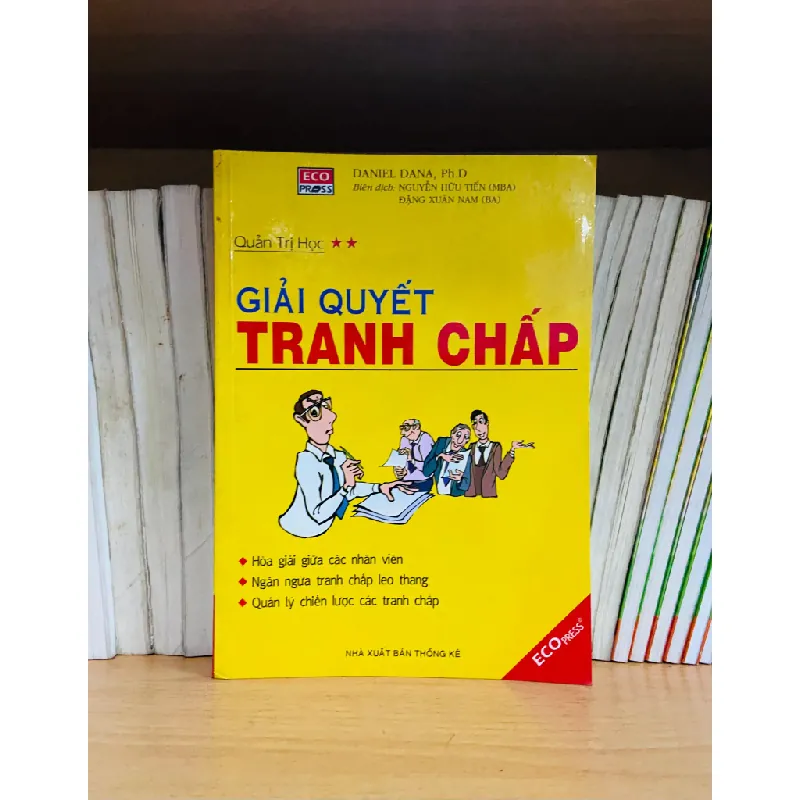 ECO
PRESS
DANIEL DANA, Ph.D
Biên dịch: NGUYỄN HỮU TIẾN (MBA)
ĐẶNG XUÂN NAM (BA)
Quản Trị Học ★★
GIẢI QUYẾT
TRANH CHẤP
Hòa giải giữa các nhân viên
Ngăn ngừa tranh chấp leo thang
Quản lý chiến lược các tranh chấp
ECOPRESS®
NHÀ XUẤT BẢN THỐNG KÊ